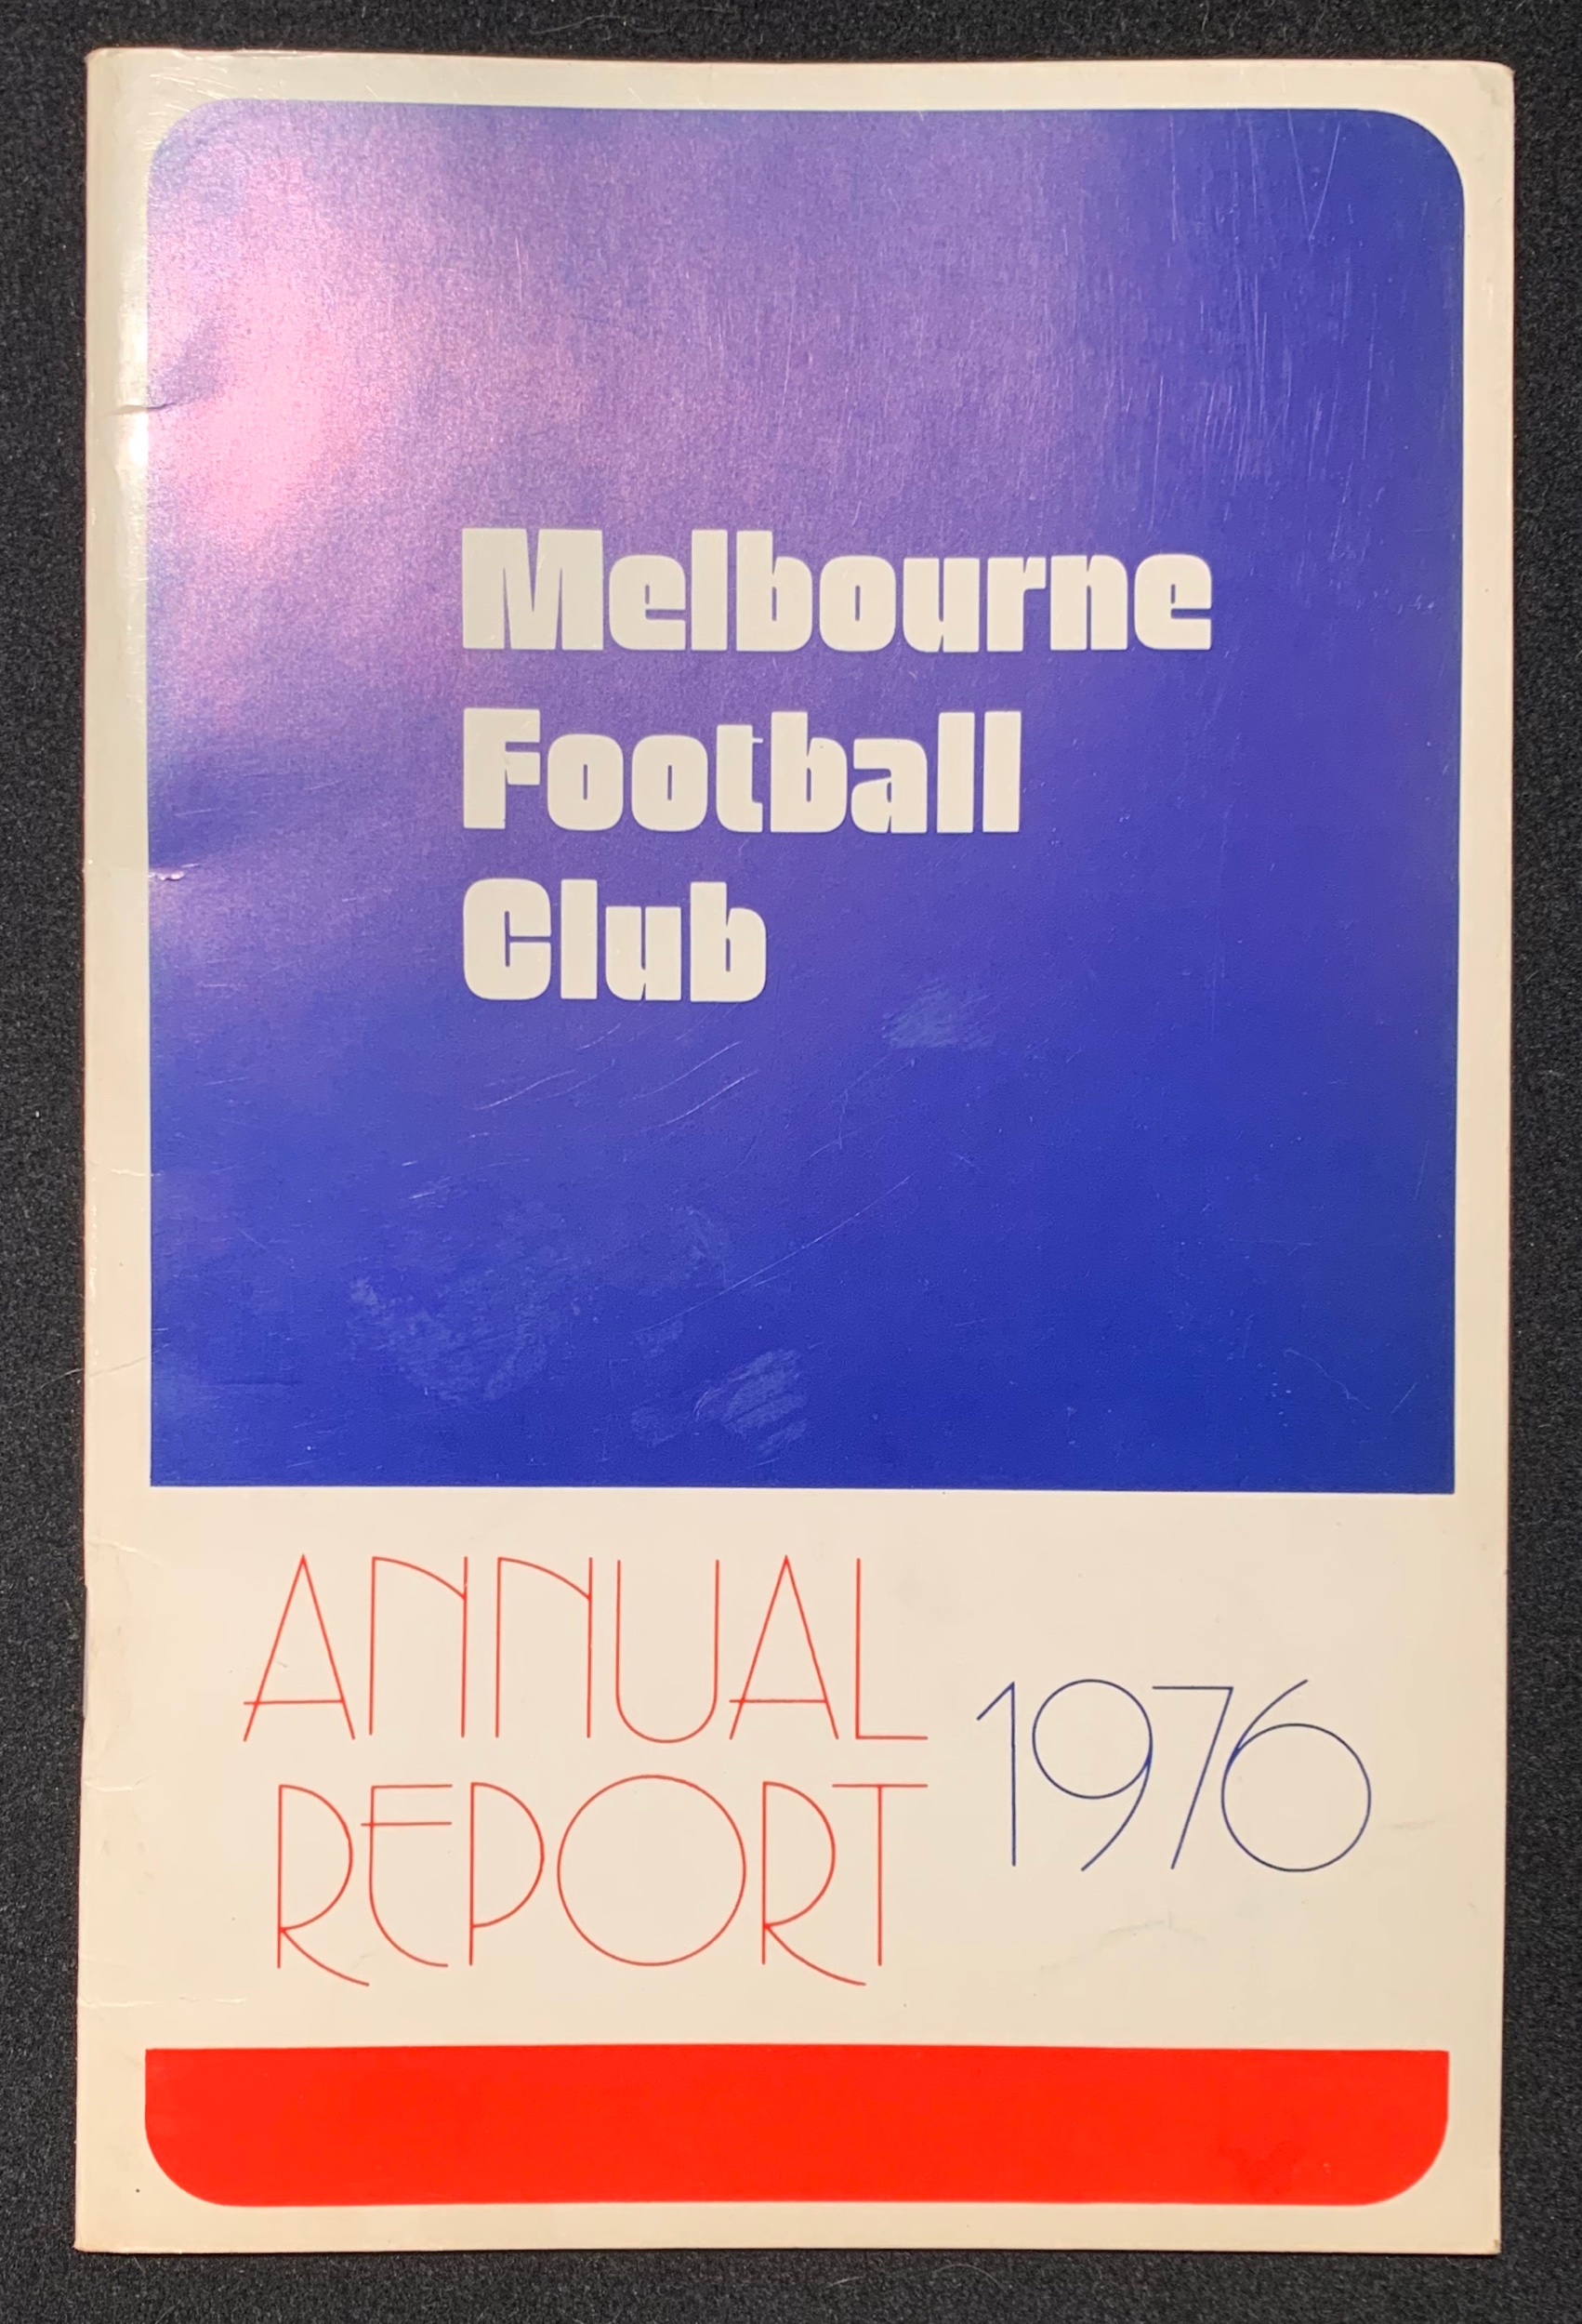 Melbourne
Football
Club
ANNUAL
REPORT
1976